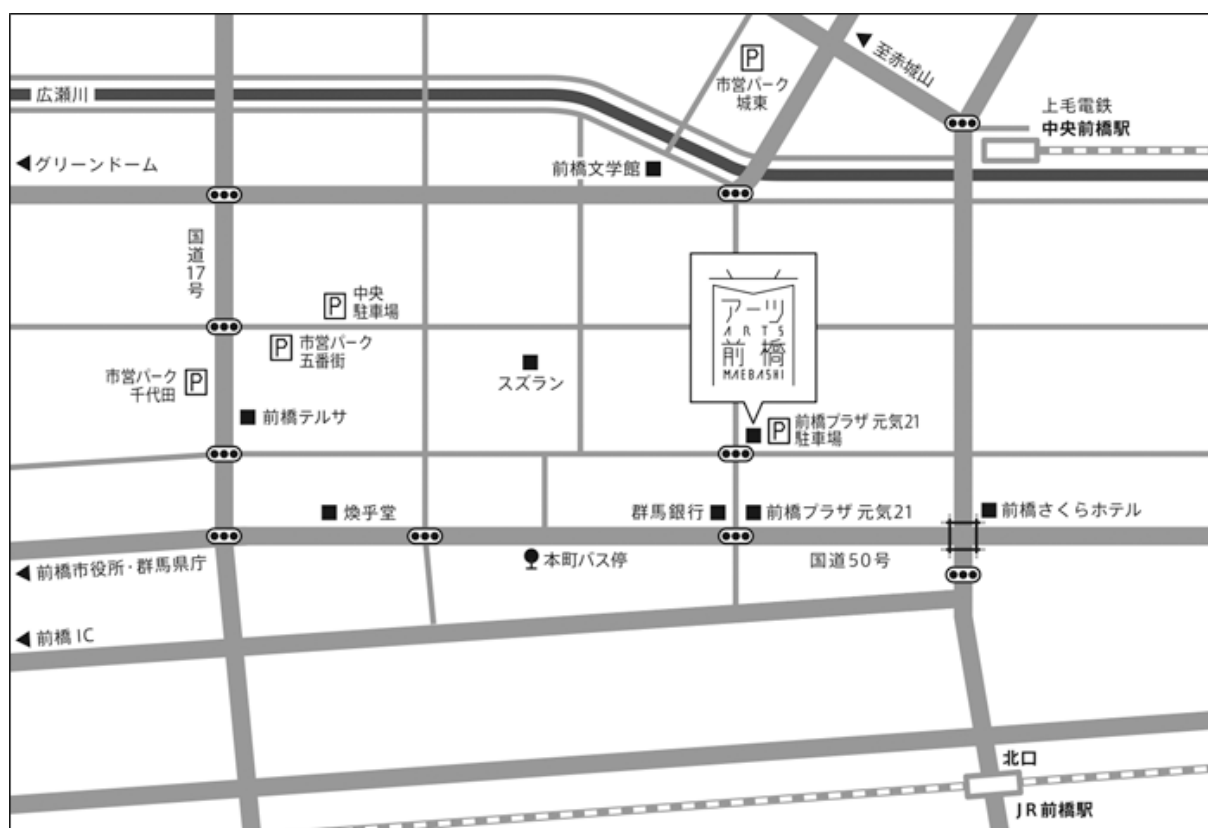 P
市営パーク
城東
至赤城山
広瀬川
上毛電鉄
中央前橋駅
グリーンドーム
前橋文学館
国道17号
P
中央
駐車場
P
市営パーク
五番街
市営パーク
千代田
P
スズラン
前橋テルサ
アーツ
ARTS
前橋
MAEBASHI
P
前橋プラザ 元気21
駐車場
煥乎堂
群馬銀行
前橋プラザ 元気21
前橋さくらホテル
前橋市役所・群馬県庁
本町バス停
国道50号
前橋 IC
北口
JR前橋駅